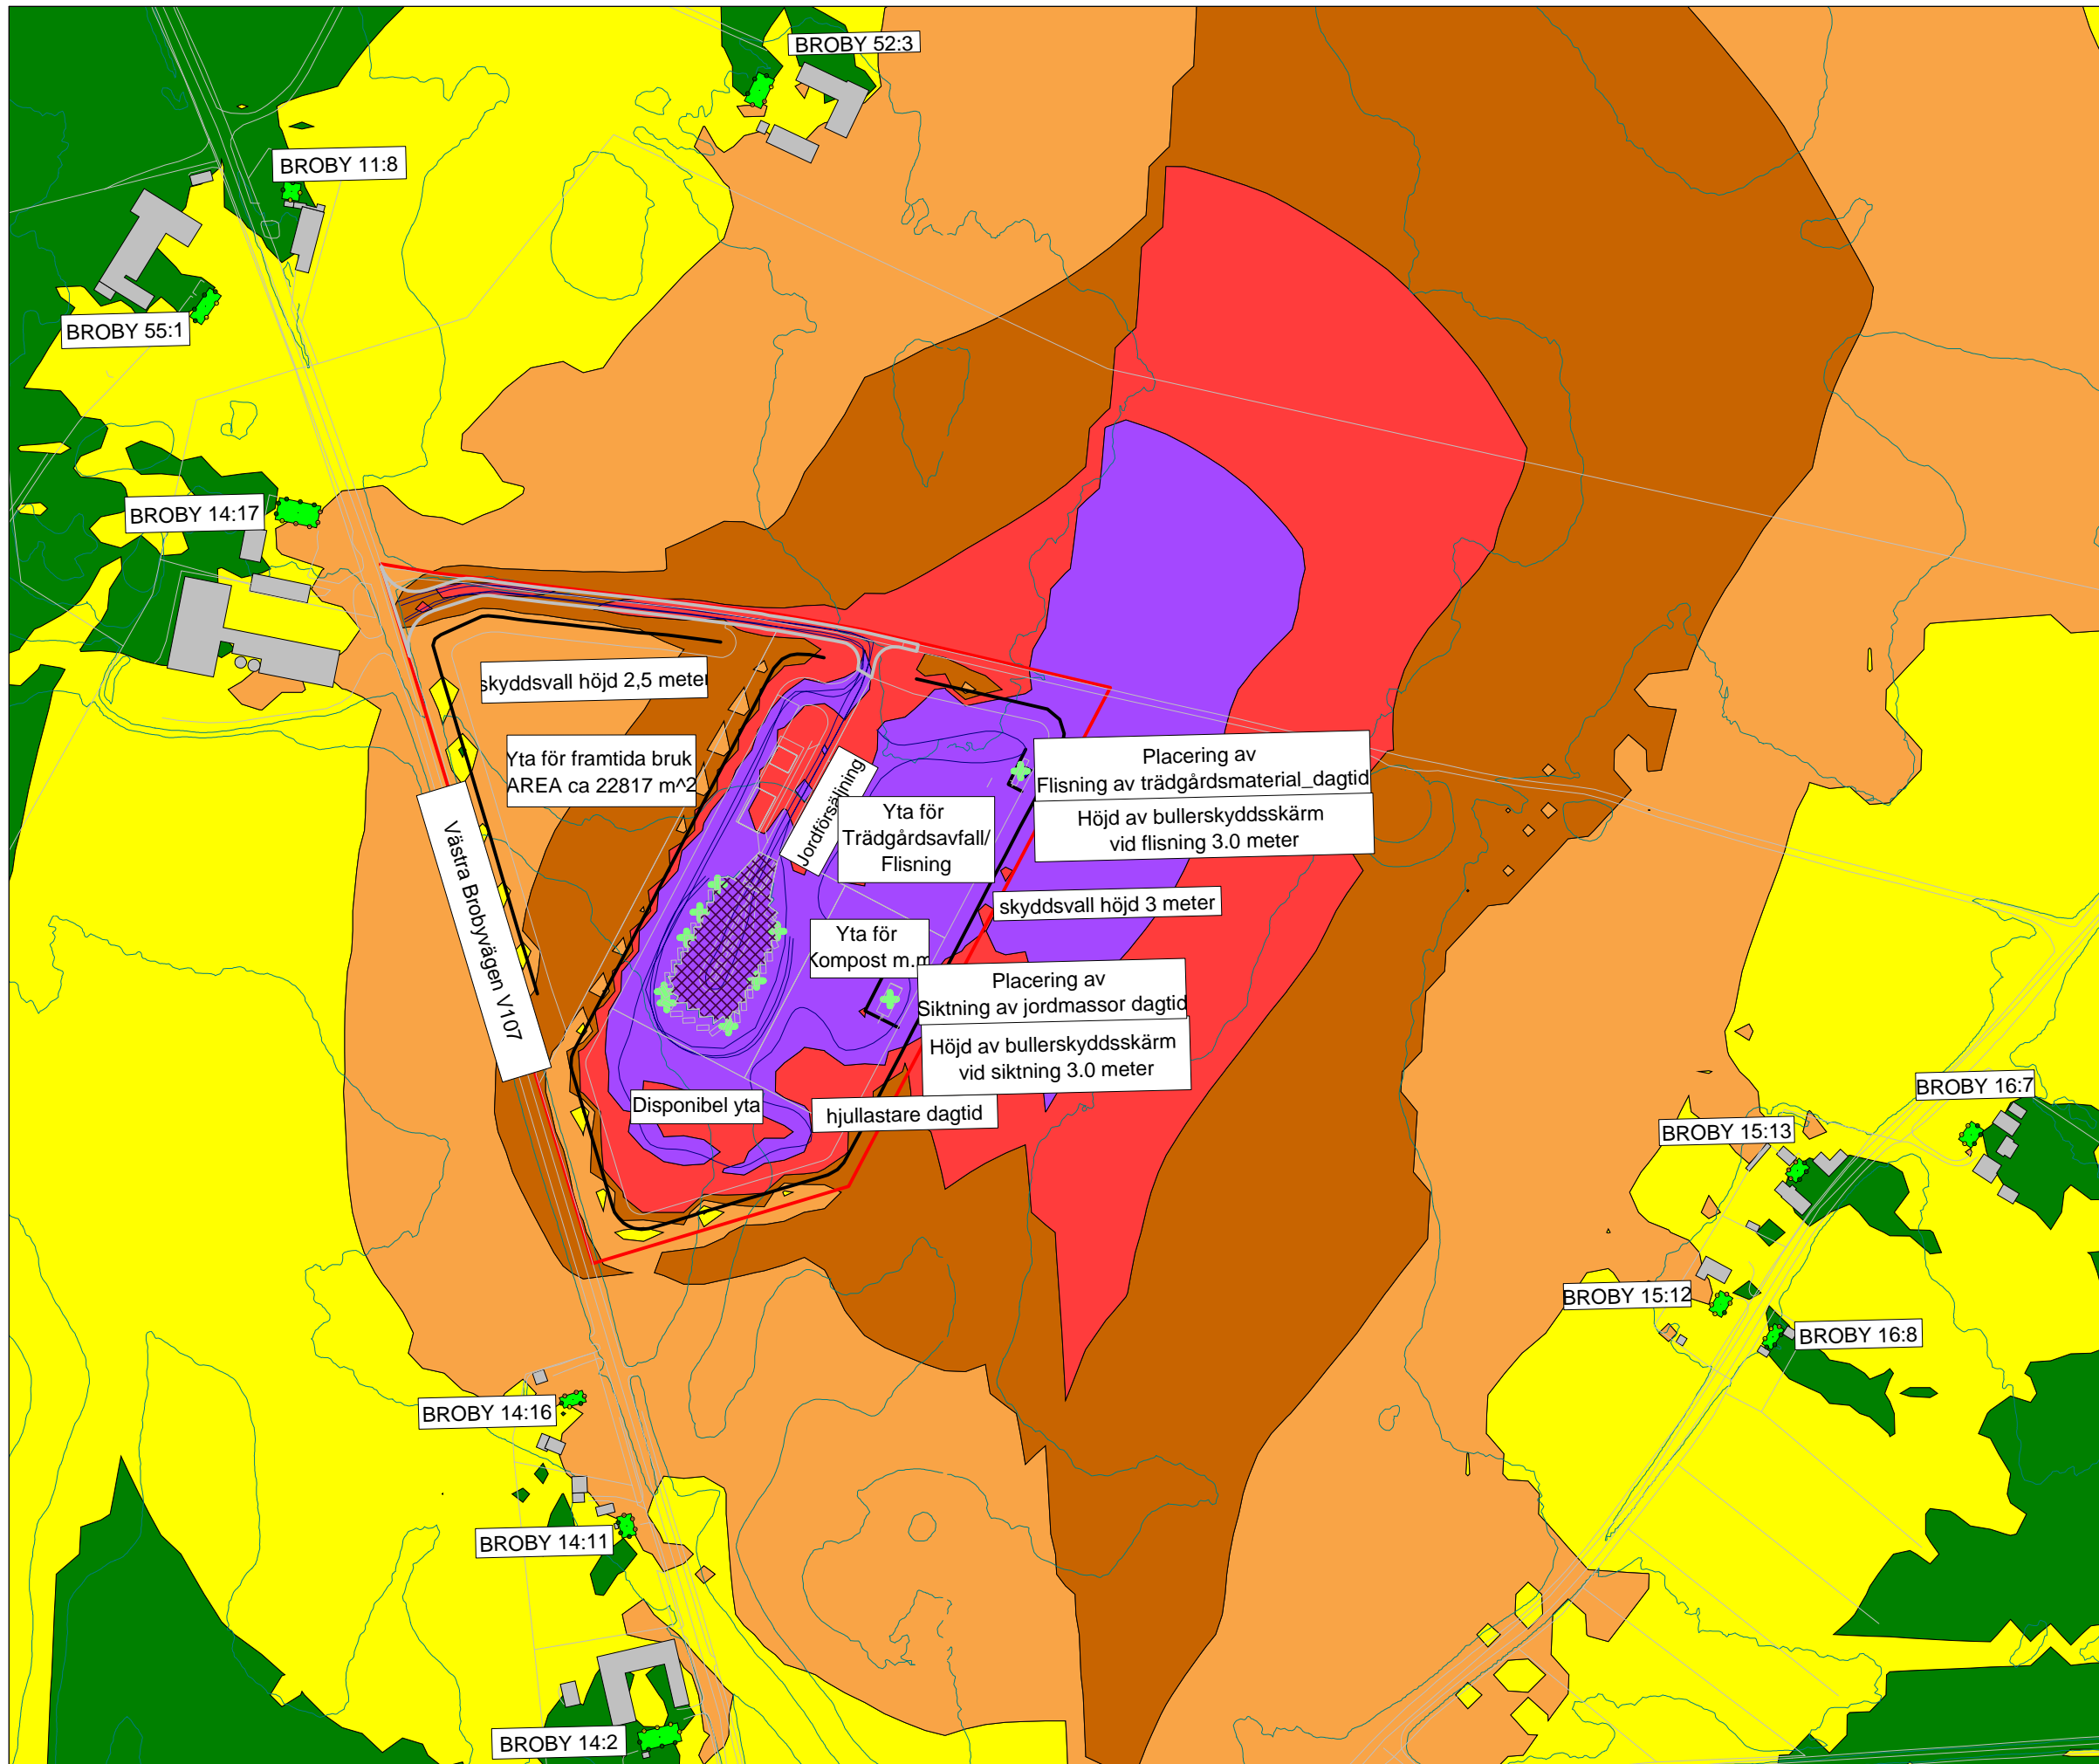 BROBY 52:3
BROBY 11:8
BROBY 55:1
BROBY 14:17
skyddsvall höjd 2,5 meter
Yta för framtida bruk
AREA ca 22817 m^2
Västra Brobyvägen V107
Jordförsäljning
Yta för
Trädgårdsavfall/
Flisning
Placering av
Flisning av trädgårdsmaterial_dagtid
Höjd av bullerskyddsskärm
vid flisning 3.0 meter
skyddsvall höjd 3 meter
Yta för
Kompost m.m
Placering av
Siktning av jordmassor dagtid
Höjd av bullerskyddsskärm
vid siktning 3.0 meter
Disponibel yta
hjullastare dagtid
BROBY 16:7
BROBY 15:13
BROBY 15:12
BROBY 16:8
BROBY 14:16
BROBY 14:11
BROBY 14:2